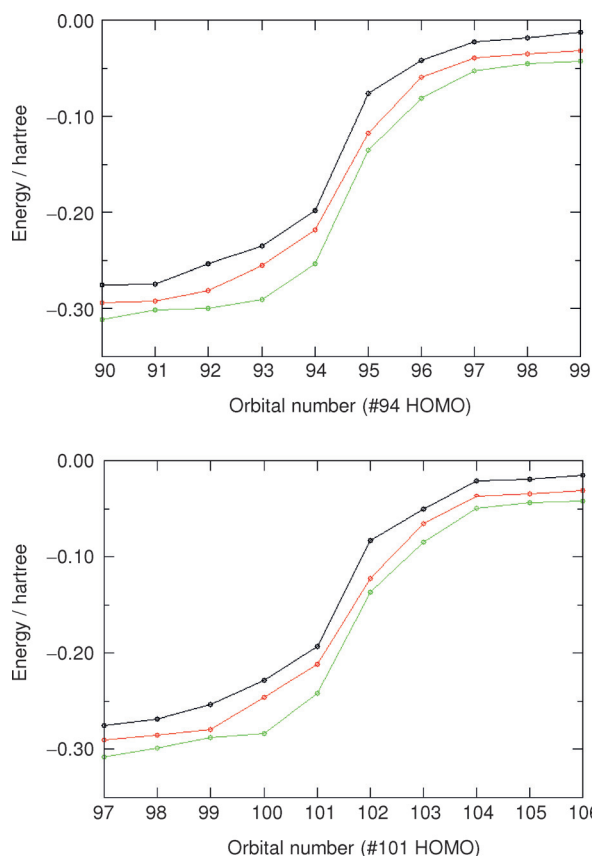 0.00
−0.10
−0.20
−0.30
Energy / hartree
90 91 92 93 94 95 96 97 98 99
Orbital number (#94 HOMO)
0.00
−0.10
−0.20
−0.30
Energy / hartree
97 98 99 100 101 102 103 104 105 106
Orbital number (#101 HOMO)